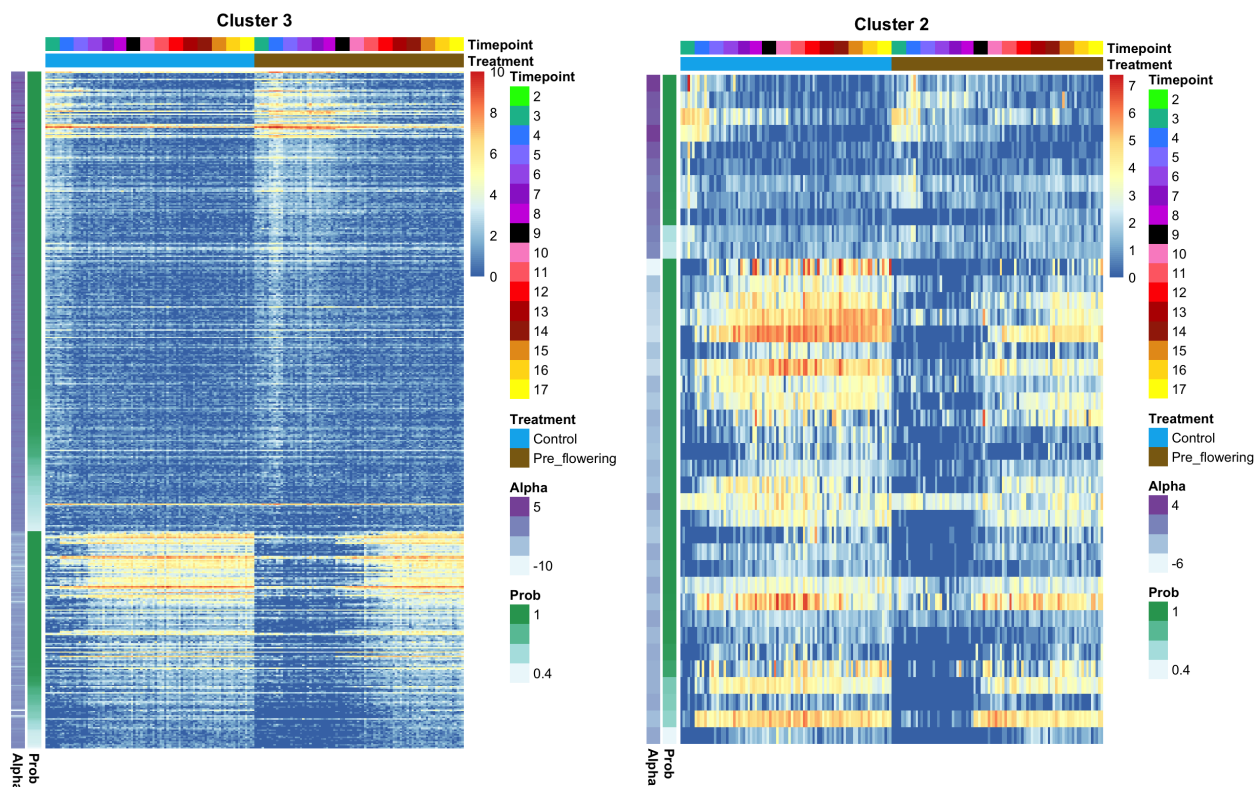 Cluster 3
Timepoint
Treatment
10
8
6
4
2
0
Timepoint
2
3
4
5
6
7
8
9
10
11
12
13
14
15
16
17
Treatment
Control
Pre_flowering
Alpha
5
-10
Prob
1
0.4
Alpha
Prob
Cluster 2
Timepoint
Treatment
7
6
5
4
3
2
1
0
Timepoint
2
3
4
5
6
7
8
9
10
11
12
13
14
15
16
17
Treatment
Control
Pre_flowering
Alpha
4
-6
Prob
1
0.4
Alpha
Prob